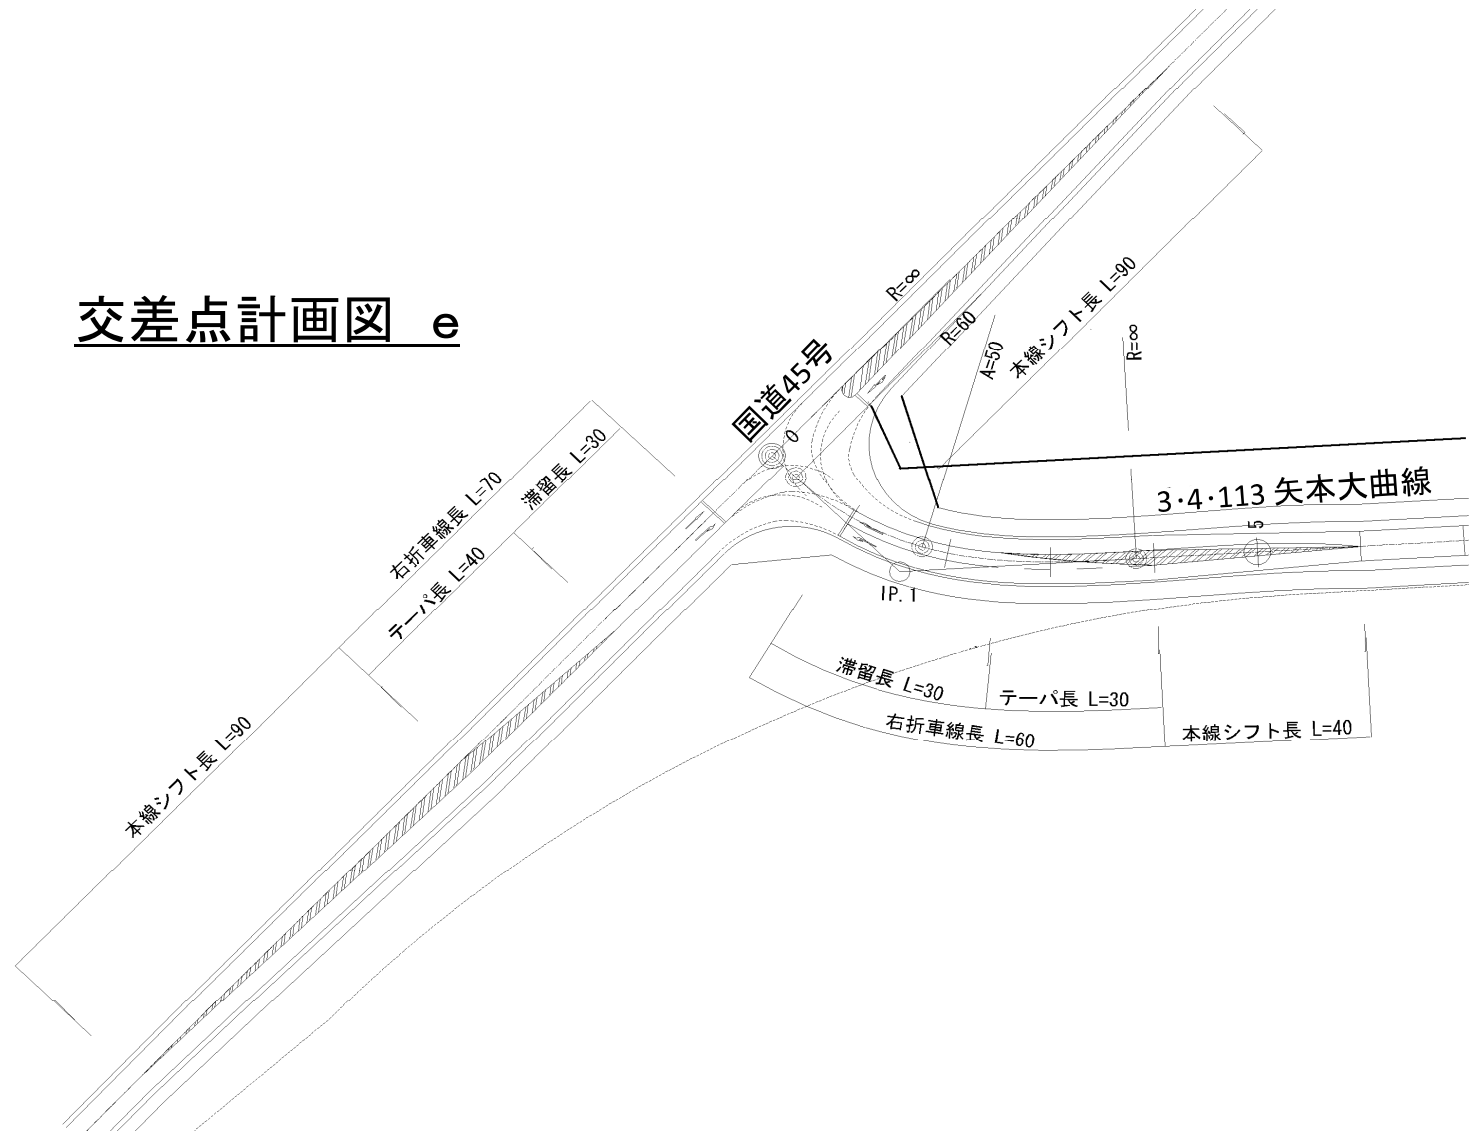 交差点計画図 e
国道45号
0
R=∞
R=60
A=50
本線シフト長 L=90
R=∞
3・4・113 矢本大曲線
5
IP. 1
滞留長 L=30
右折車線長 L=70
テーパ長 L=40
本線シフト長 L=90
滞留長 L=30
テーパ長 L=30
右折車線長 L=60
本線シフト長 L=40